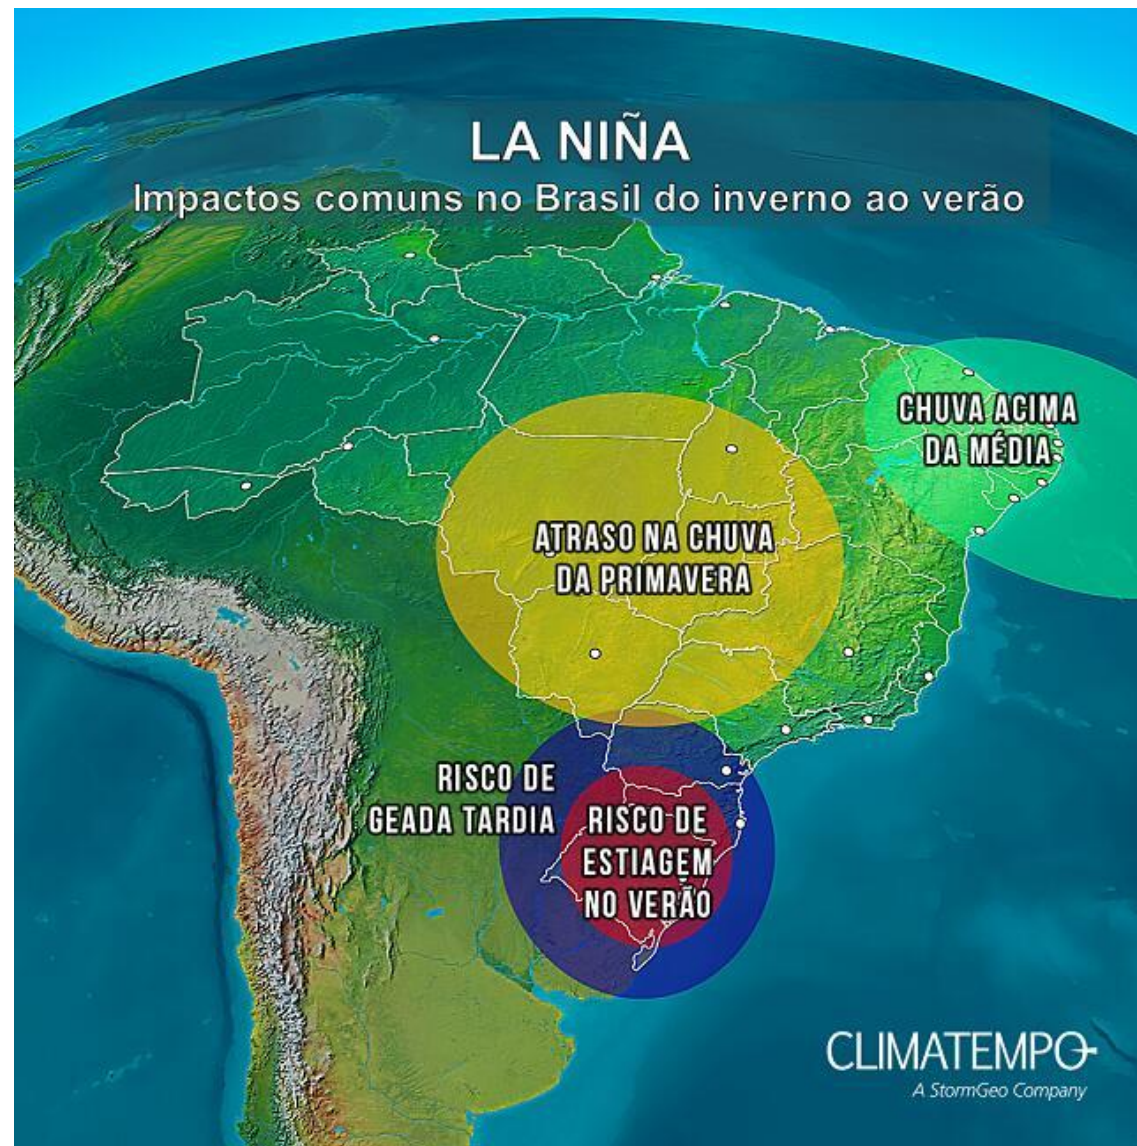 LA NIÑA
Impactos comuns no Brasil do inverno ao verão
CHUVA ACIMA
DA MÉDIA
ATRASO NA CHUVA
DA PRIMAVERA
RISCO DE
GEADA TARDIA
RISCO DE
ESTIAGEM
NO VERÃO
CLIMATEMPO
A StormGeo Company